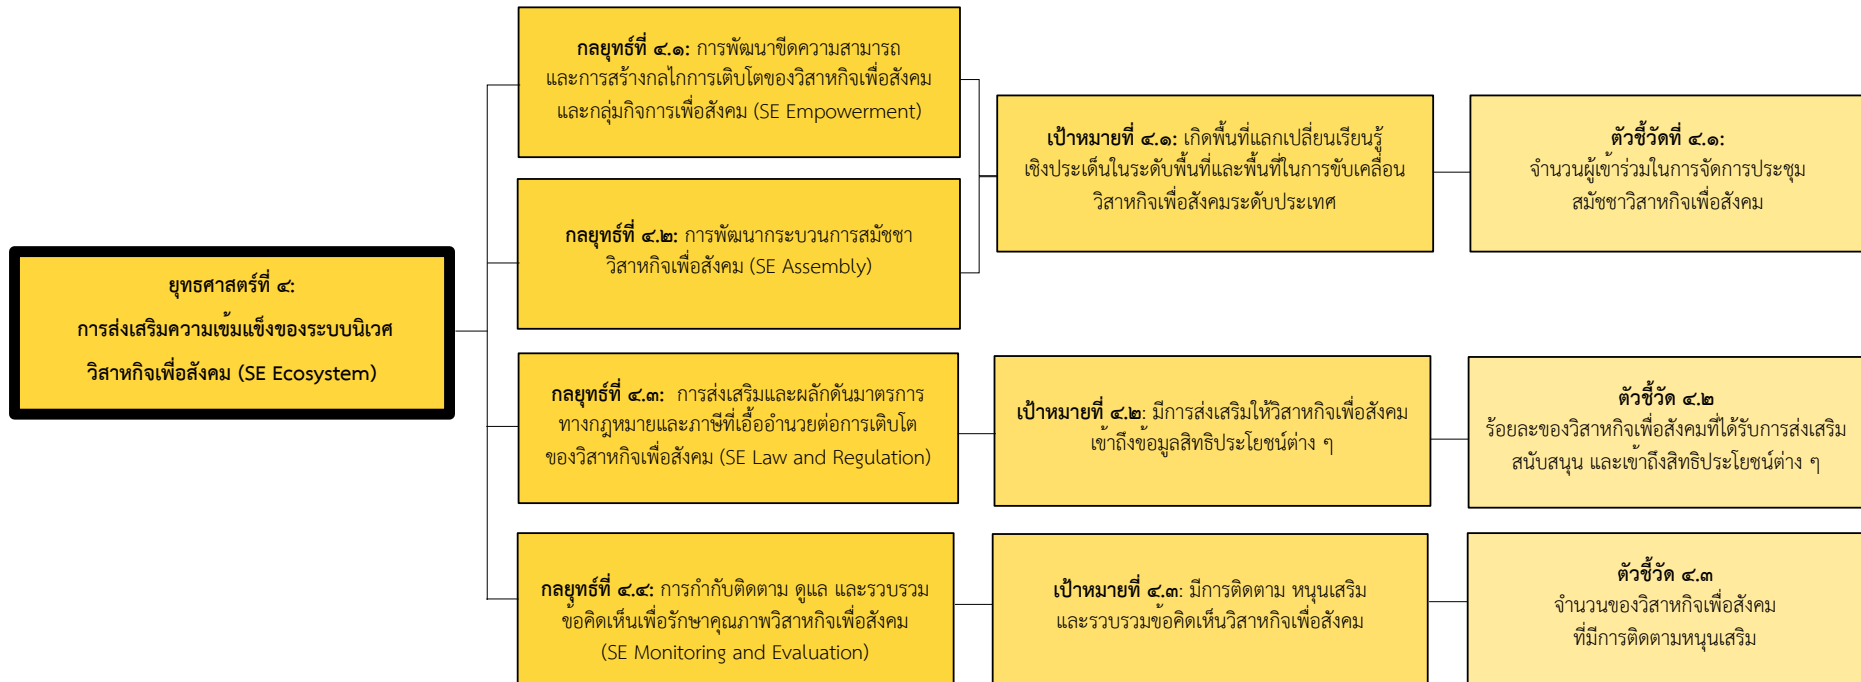 ยุทธศาสตร์ที่ ๔:
การส่งเสริมความเข้มแข็งของระบบนิเวศ
วิสาหกิจเพื่อสังคม (SE Ecosystem)
กลยุทธ์ที่ ๔.๑: การพัฒนาขีดความสามารถ
และการสร้างกลไกการเติบโตของวิสาหกิจเพื่อสังคม
และกลุ่มกิจการเพื่อสังคม (SE Empowerment)
กลยุทธ์ที่ ๔.๒: การพัฒนากระบวนการสมัชชา
วิสาหกิจเพื่อสังคม (SE Assembly)
เป้าหมายที่ ๔.๑: เกิดพื้นที่แลกเปลี่ยนเรียนรู้
เชิงประเด็นในระดับพื้นที่และพื้นที่ในการขับเคลื่อน
วิสาหกิจเพื่อสังคมระดับประเทศ
ตัวชี้วัดที่ ๔.๑:
จำนวนผู้เข้าร่วมในการจัดการประชุม
สมัชชาวิสาหกิจเพื่อสังคม
กลยุทธ์ที่ ๔.๓: การส่งเสริมและผลักดันมาตรการ
ทางกฎหมายและภาษีที่เอื้ออำนวยต่อการเติบโต
ของวิสาหกิจเพื่อสังคม (SE Law and Regulation)
เป้าหมายที่ ๔.๒: มีการส่งเสริมให้วิสาหกิจเพื่อสังคม
เข้าถึงข้อมูลสิทธิประโยชน์ต่าง ๆ
ตัวชี้วัด ๔.๒
ร้อยละของวิสาหกิจเพื่อสังคมที่ได้รับการส่งเสริม
สนับสนุน และเข้าถึงสิทธิประโยชน์ต่าง ๆ
กลยุทธ์ที่ ๔.๔: การกำกับติดตาม ดูแล และรวบรวม
ข้อคิดเห็นเพื่อรักษาคุณภาพวิสาหกิจเพื่อสังคม
(SE Monitoring and Evaluation)
เป้าหมายที่ ๔.๓: มีการติดตาม หนุนเสริม
และรวบรวมข้อคิดเห็นวิสาหกิจเพื่อสังคม
ตัวชี้วัด ๔.๓
จำนวนของวิสาหกิจเพื่อสังคม
ที่มีการติดตามหนุนเสริม